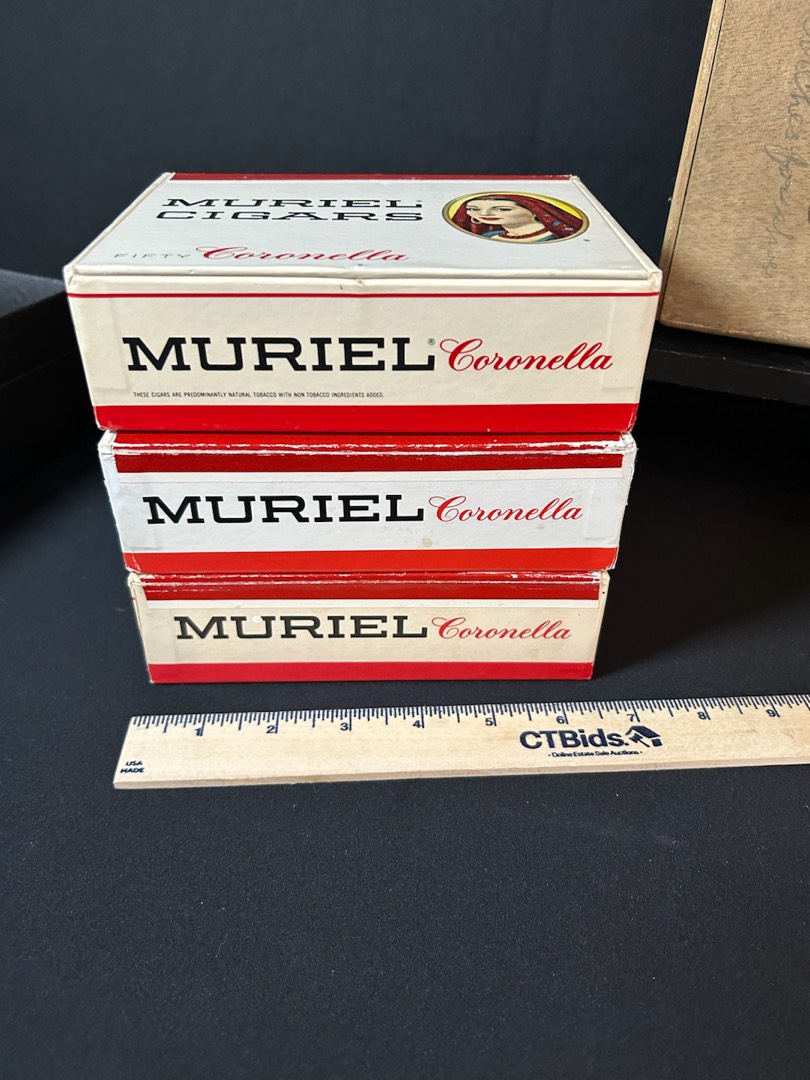 MURIEL
CIGARS
FIFTY Coronella
MURIEL® Coronella
THESE CIGARS ARE PREDOMINANTLY NATURAL TOBACCO WITH NON TOBACCO INGREDIENTS ADDED.
MURIEL Coronella
MURIEL Coronella
1 2 3 4 5 6 7 8 9
CTBids.
- Online Estate Sale Auctions -
USA
MADE